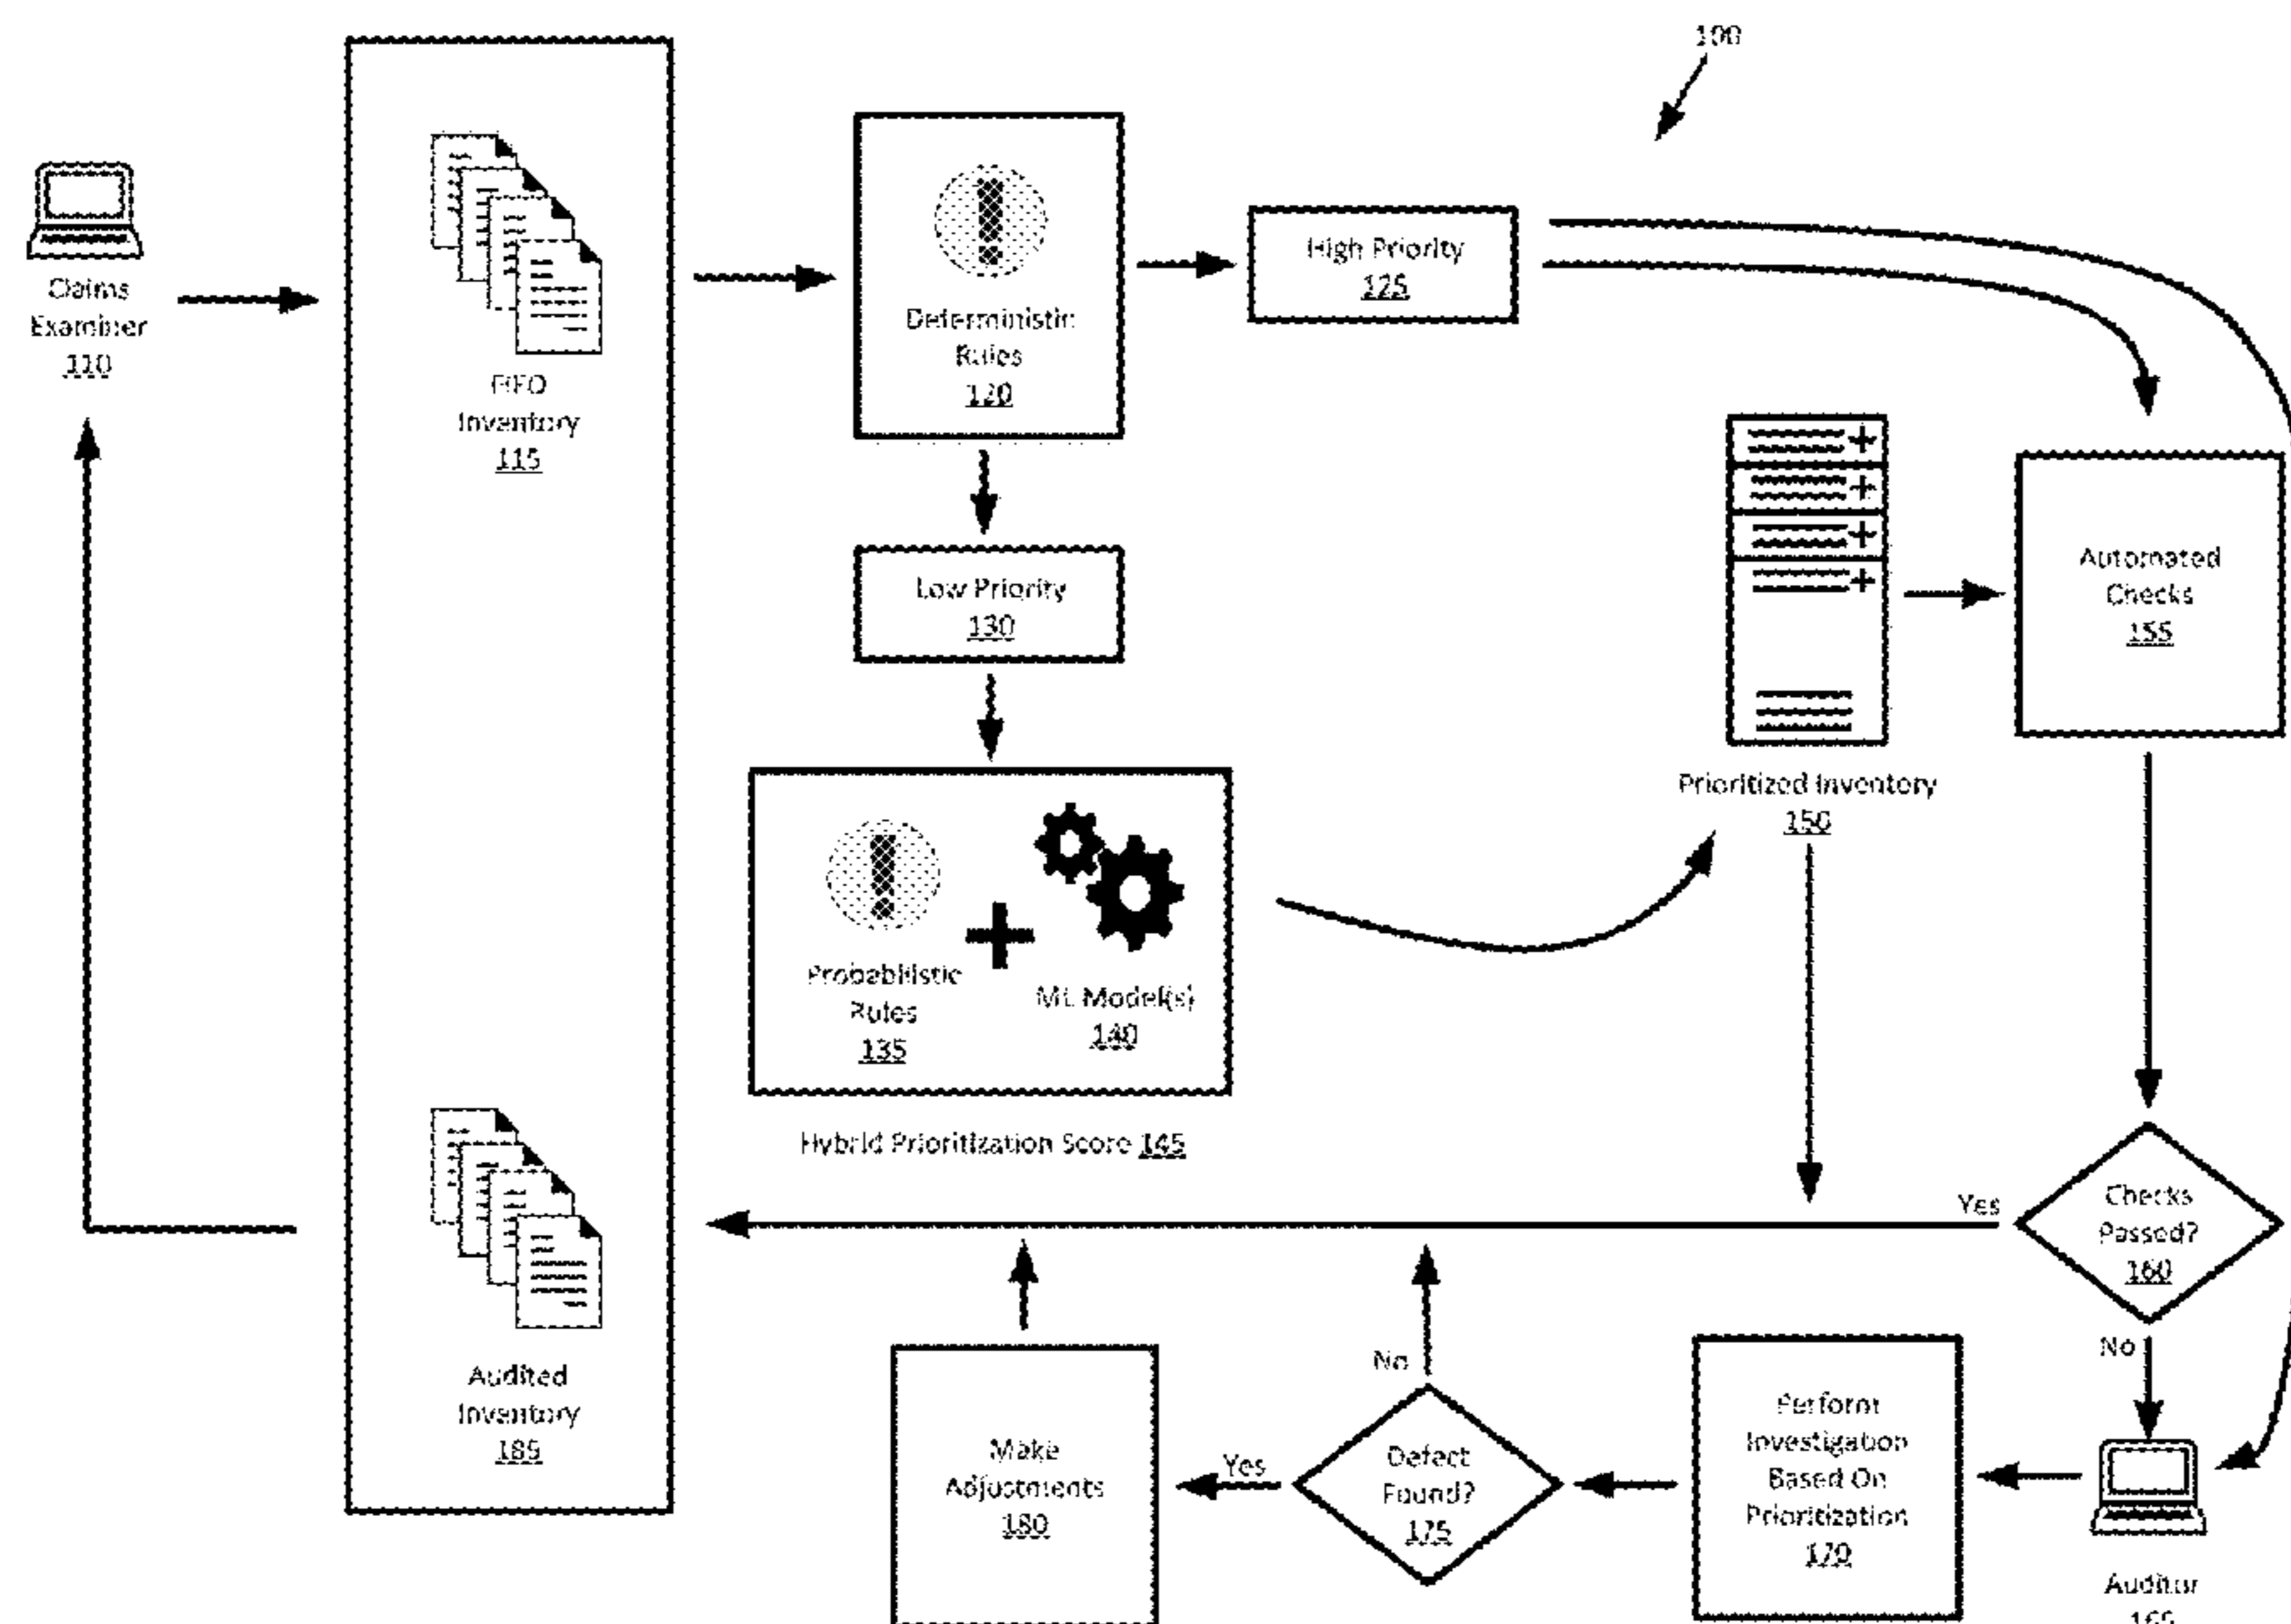 100
Claims
Examiner
110
FIFO
Inventory
115
Deterministic
Rules
120
High Priority
125
Low Priority
130
Probabilistic
Rules
135
ML Model(s)
140
Hybrid Prioritization Score 145
Prioritized Inventory
150
Automated
Checks
155
Checks
Passed?
160
Yes
No
Auditor
165
Perform
Investigation
Based On
Prioritization
170
Defect
Found?
175
No
Yes
Make
Adjustments
180
Audited
Inventory
185